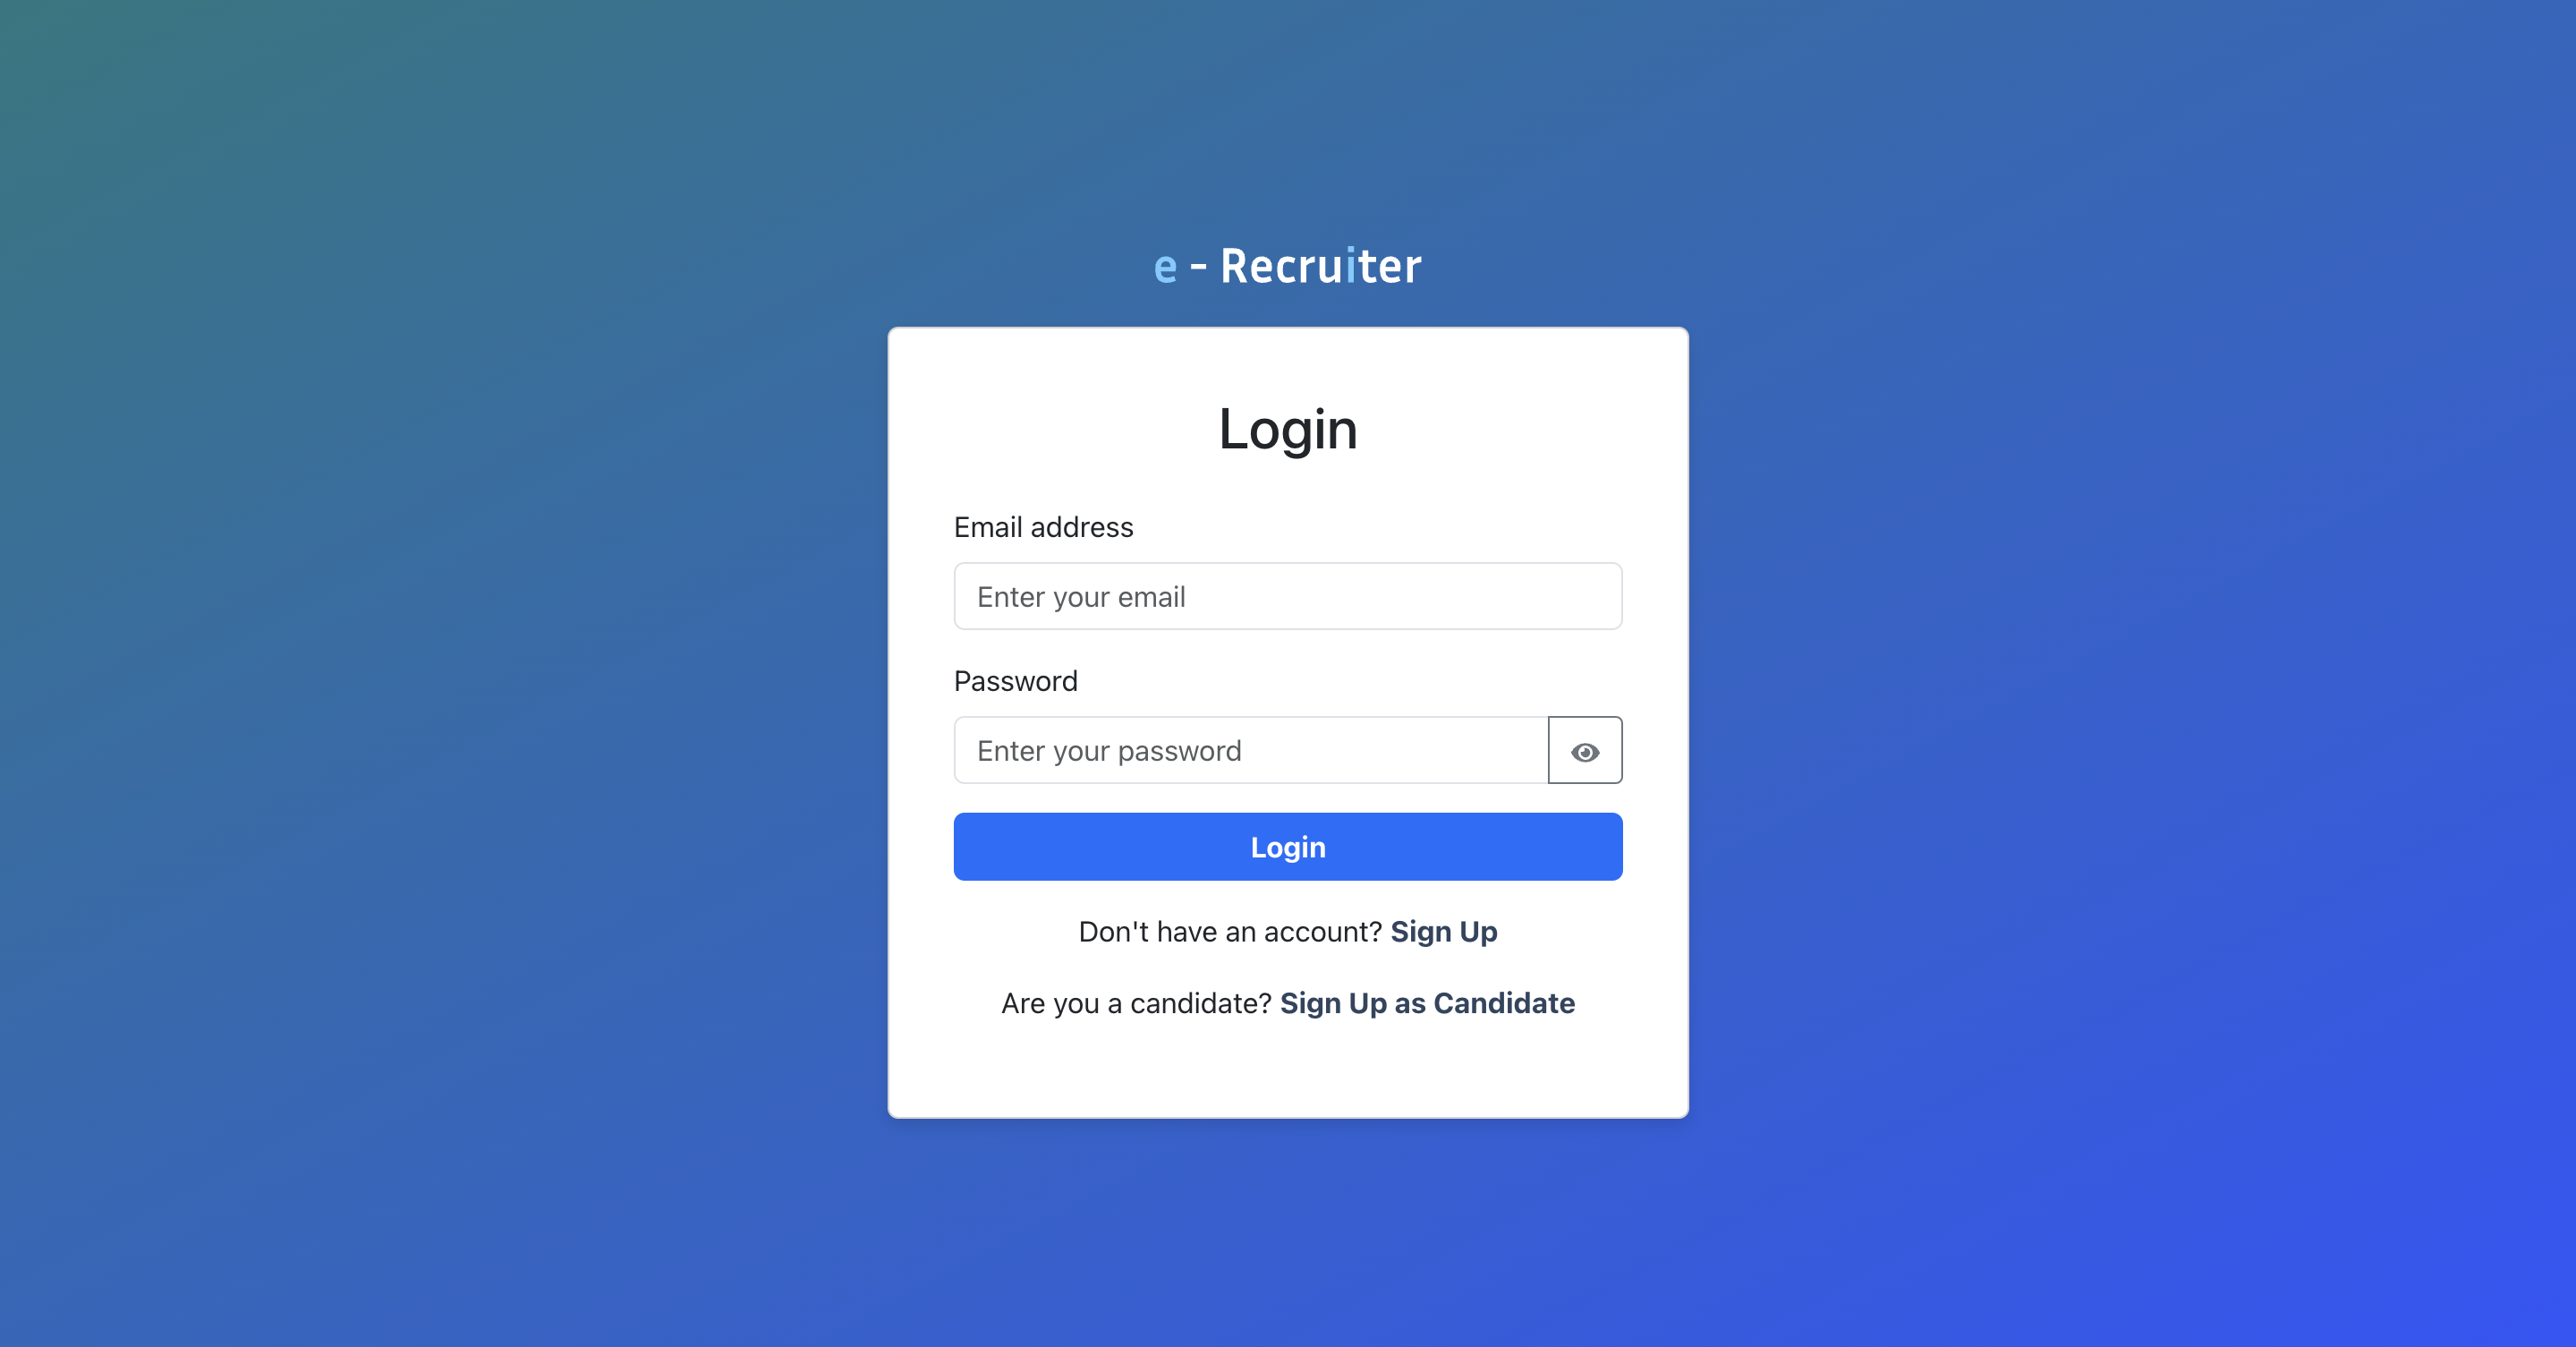 e - Recruiter
Login
Email address
Enter your email
Password
Enter your password
Login
Don't have an account? Sign Up
Are you a candidate? Sign Up as Candidate